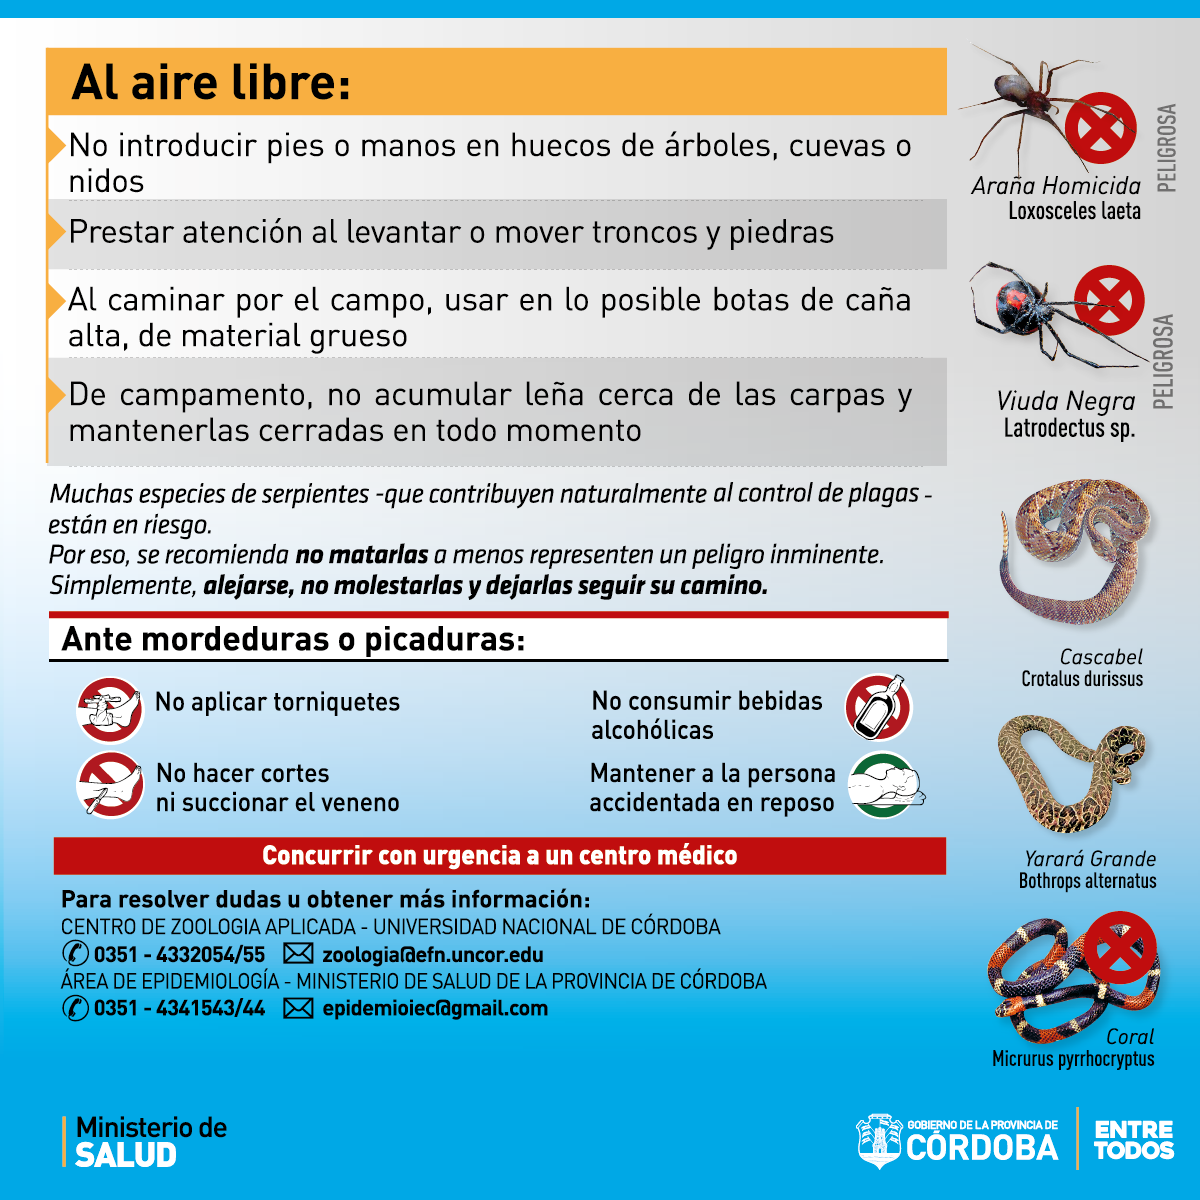 Al aire libre:
No introducir pies o manos en huecos de árboles, cuevas o
nidos
Prestar atención al levantar o mover troncos y piedras
Al caminar por el campo, usar en lo posible botas de caña
alta, de material grueso
De campamento, no acumular leña cerca de las carpas y
mantenerlas cerradas en todo momento
Muchas especies de serpientes -que contribuyen naturalmente al control de plagas -
están en riesgo.
Por eso, se recomienda no matarlas a menos representen un peligro inminente.
Simplemente, alejarse, no molestarlas y dejarlas seguir su camino.
Ante mordeduras o picaduras:
No aplicar torniquetes
No consumir bebidas
alcohólicas
No hacer cortes
ni succionar el veneno
Mantener a la persona
accidentada en reposo
Concurrir con urgencia a un centro médico
Para resolver dudas u obtener más información:
CENTRO DE ZOOLOGIA APLICADA - UNIVERSIDAD NACIONAL DE CÓRDOBA
0351 - 4332054/55 zoologia@efn.uncor.edu
ÁREA DE EPIDEMIOLOGÍA - MINISTERIO DE SALUD DE LA PROVINCIA DE CÓRDOBA
0351 - 4341543/44 epidemioiec@gmail.com
PELIGROSA
Araña Homicida
Loxosceles laeta
PELIGROSA
Viuda Negra
Latrodectus sp.
Cascabel
Crotalus durissus
Yarará Grande
Bothrops alternatus
Coral
Micrurus pyrrhocryptus
Ministerio de
SALUD
GOBIERNO DE LA PROVINCIA DE
CÓRDOBA
ENTRE
TODOS